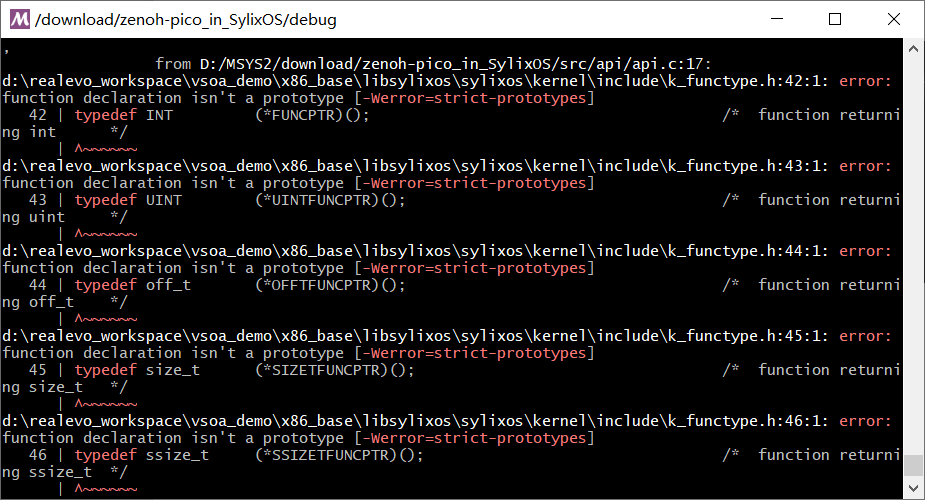 /download/zenoh-pico_in_SylixOS/debug
,
                 from D:/MSYS2/download/zenoh-pico_in_SylixOS/src/api/api.c:17:
d:\realevo_workspace\vsoa_demo\x86_base\libsylixos\sylixos\kernel\include\k_functype.h:42:1: error:
function declaration isn't a prototype [-Werror=strict-prototypes]
   42 | typedef INT         (*FUNCPTR)();                                       /*  function returni
ng int      */
      | ^~~~~~~
d:\realevo_workspace\vsoa_demo\x86_base\libsylixos\sylixos\kernel\include\k_functype.h:43:1: error:
function declaration isn't a prototype [-Werror=strict-prototypes]
   43 | typedef UINT        (*UINTFUNCPTR)();                                   /*  function returni
ng uint     */
      | ^~~~~~~
d:\realevo_workspace\vsoa_demo\x86_base\libsylixos\sylixos\kernel\include\k_functype.h:44:1: error:
function declaration isn't a prototype [-Werror=strict-prototypes]
   44 | typedef off_t       (*OFFTFUNCPTR)();                                   /*  function returni
ng off_t    */
      | ^~~~~~~
d:\realevo_workspace\vsoa_demo\x86_base\libsylixos\sylixos\kernel\include\k_functype.h:45:1: error:
function declaration isn't a prototype [-Werror=strict-prototypes]
   45 | typedef size_t      (*SIZETFUNCPTR)();                                  /*  function returni
ng size_t   */
      | ^~~~~~~
d:\realevo_workspace\vsoa_demo\x86_base\libsylixos\sylixos\kernel\include\k_functype.h:46:1: error:
function declaration isn't a prototype [-Werror=strict-prototypes]
   46 | typedef ssize_t     (*SSIZETFUNCPTR)();                                 /*  function returni
ng ssize_t  */
      | ^~~~~~~